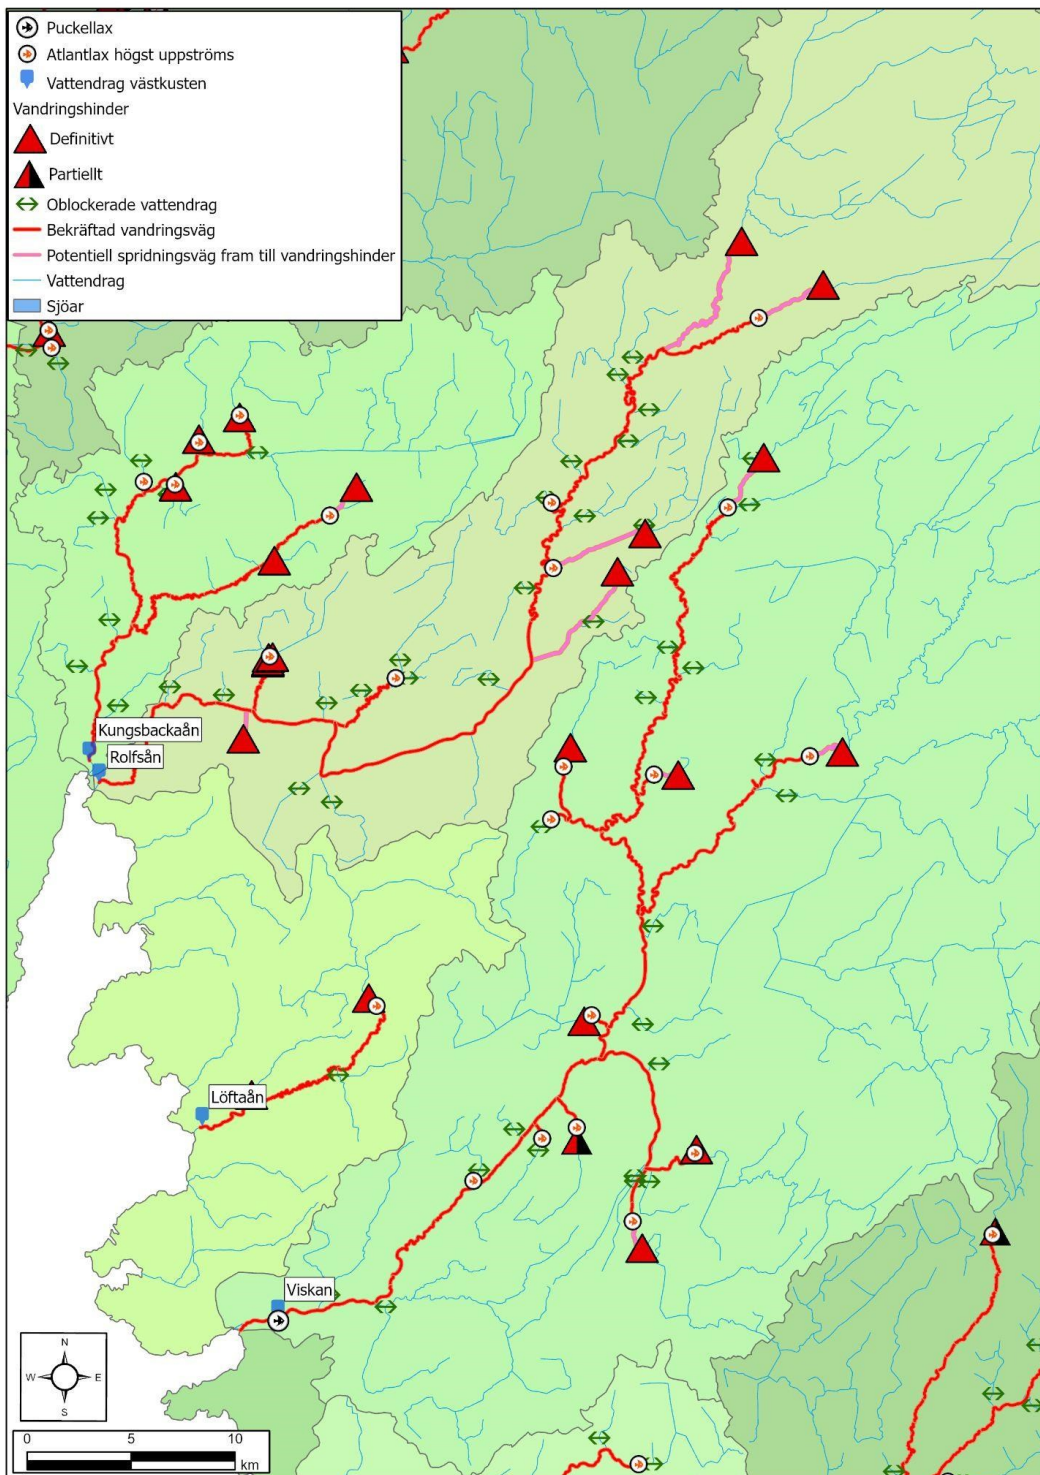 Puckellax
Atlantlax högst uppströms
Vattendrag västkusten
Vandringshinder
Definitivt
Partiellt
Oblockerade vattendrag
Bekräftad vandringsväg
Potentiell spridningsväg fram till vandringshinder
Vattendrag
Sjöar
Kungsbackaån
Rolfsån
Löftaån
Viskan
N
W E
S
0 5 10
km